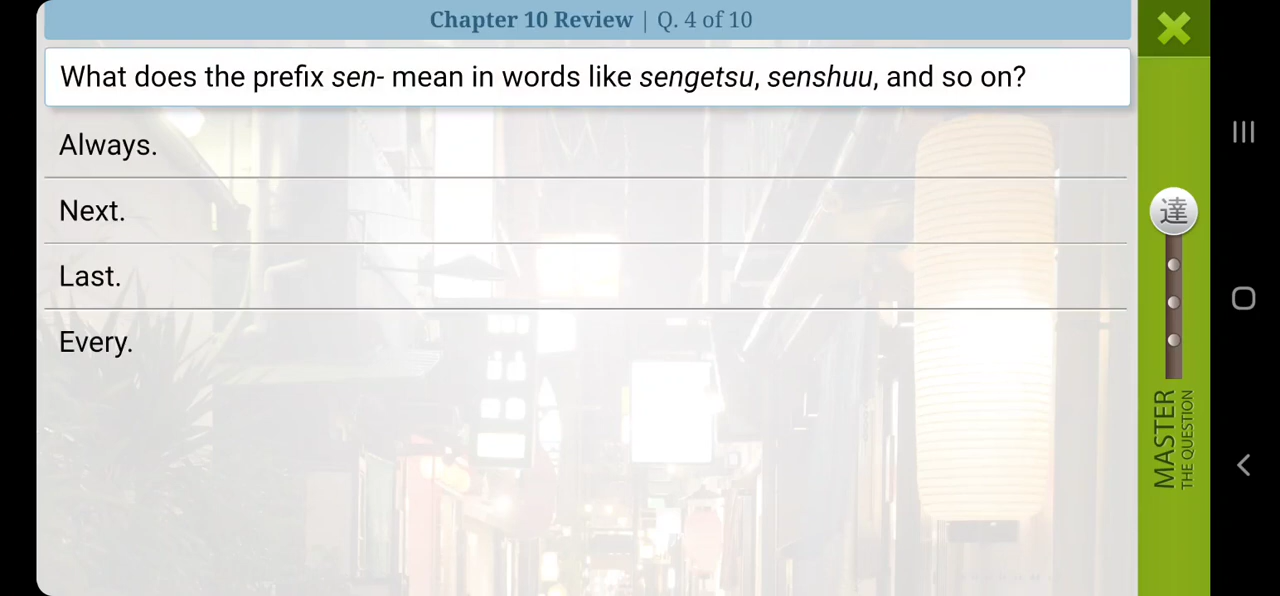 Chapter 10 Review | Q. 4 of 10
What does the prefix sen- mean in words like sengetsu, senshuu, and so on?
Always.
Next.
Last.
Every.
達
MASTER
THE QUESTION